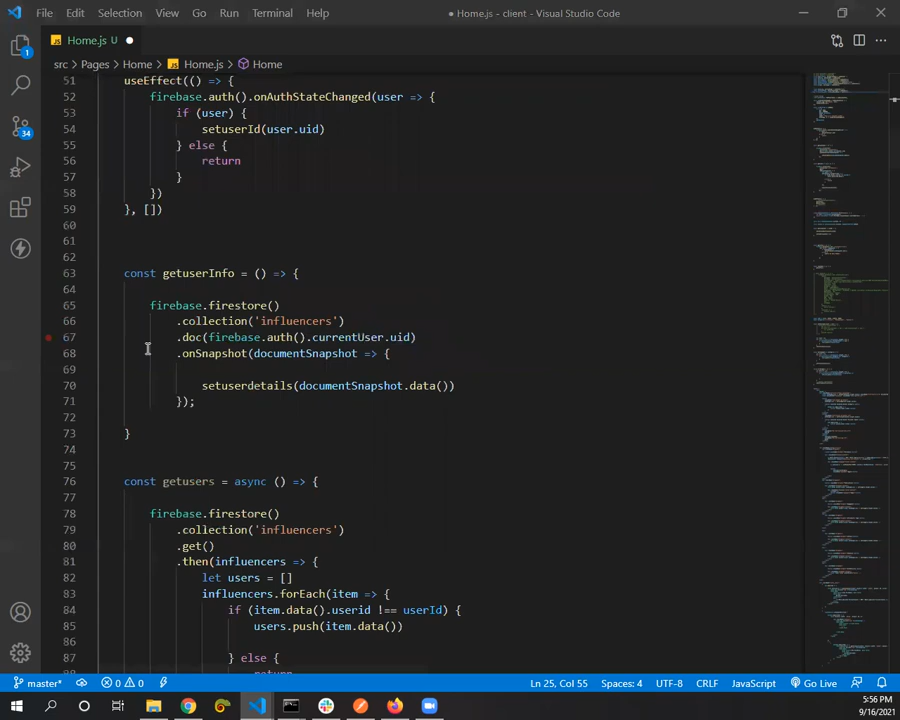 File Edit Selection View Go Run Terminal Help
● Home.js - client - Visual Studio Code
JS Home.js U ●
src > Pages > Home > JS Home.js > Home
51 useEffect(() => {
52 firebase.auth().onAuthStateChanged(user => {
53 if (user) {
54 setuserId(user.uid)
55 } else {
56 return
57 }
58 })
59 }, [])
60
61
62
63 const getuserInfo = () => {
64
65 firebase.firestore()
66 .collection('influencers')
67 .doc(firebase.auth().currentUser.uid)
68 .onSnapshot(documentSnapshot => {
69
70 setuserdetails(documentSnapshot.data())
71 });
72
73 }
74
75
76 const getusers = async () => {
77
78 firebase.firestore()
79 .collection('influencers')
80 .get()
81 .then(influencers => {
82 let users = []
83 influencers.forEach(item => {
84 if (item.data().userid !== userId) {
85 users.push(item.data())
86
87 } else {
88 return
1
34
master* 0 0 Ln 25, Col 55 Spaces: 4 UTF-8 CRLF JavaScript Go Live
5:56 PM
9/16/2021